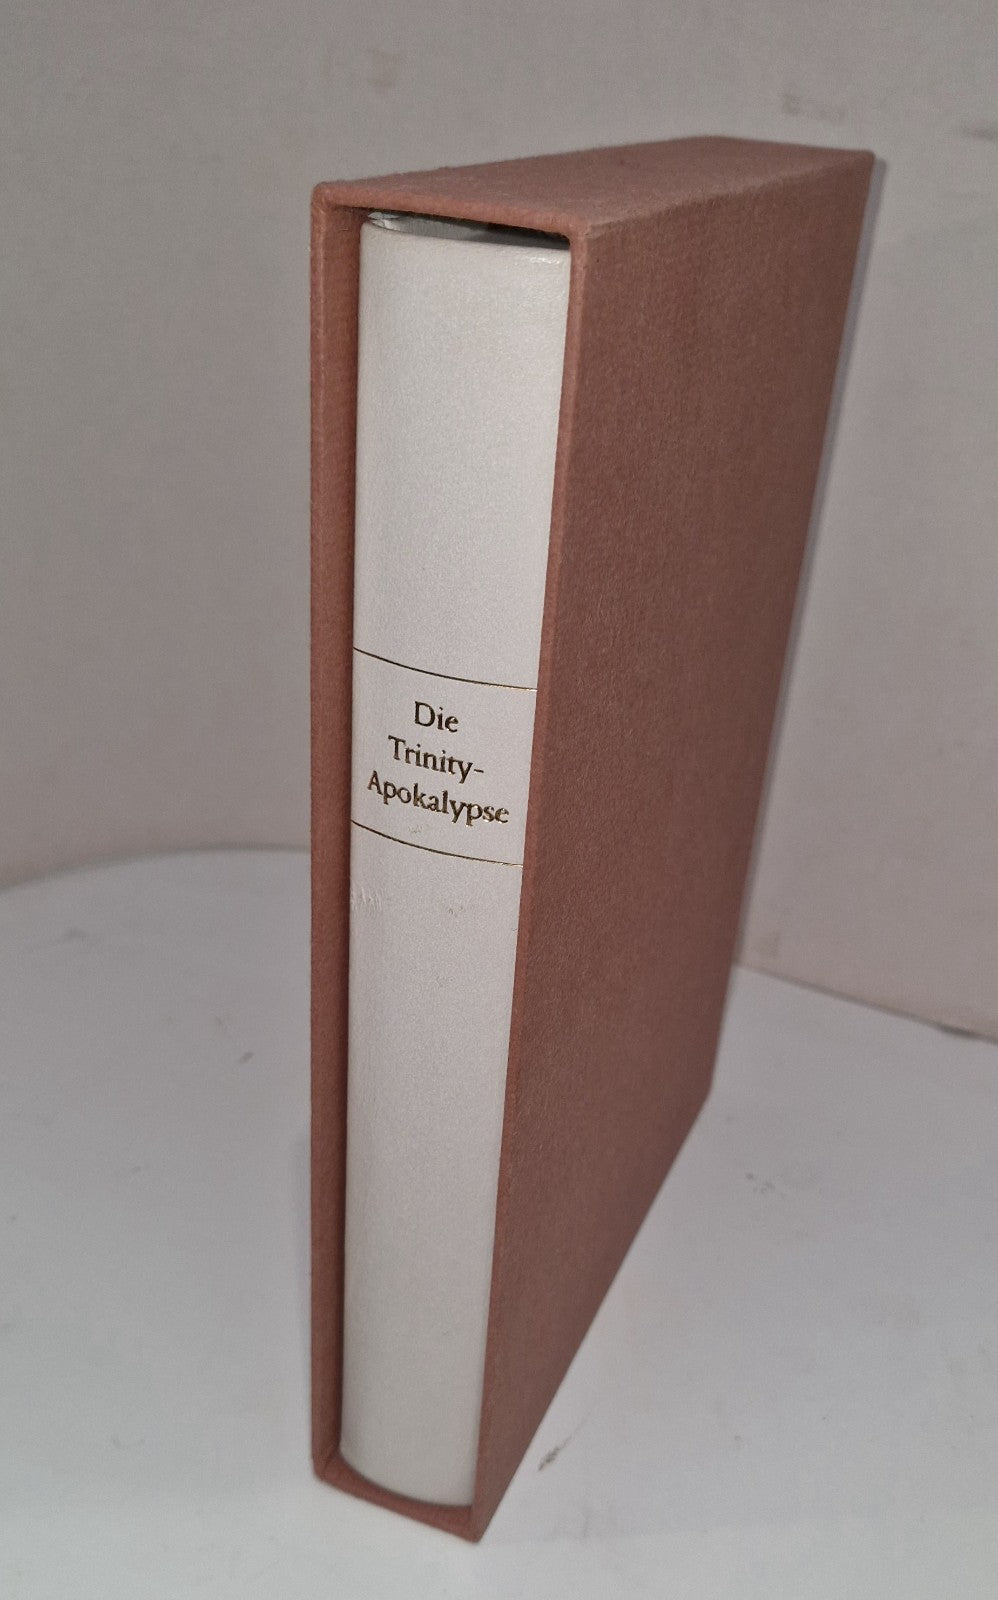 Die
Trinity-
Apokalypse